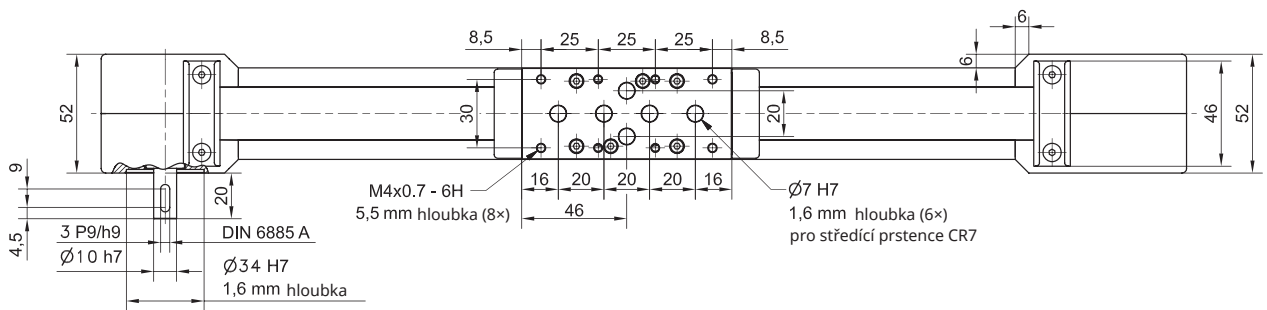 8,5 25 25 25 8,5
6
6
52
30
20
46
52
9
4,5
20
16 20 20 20 16
46
M4x0.7 - 6H
5,5 mm hloubka (8×)
Ø7 H7
1,6 mm hloubka (6×)
pro středící prstence CR7
3 P9/h9
DIN 6885 A
Ø10 h7
Ø34 H7
1,6 mm hloubka